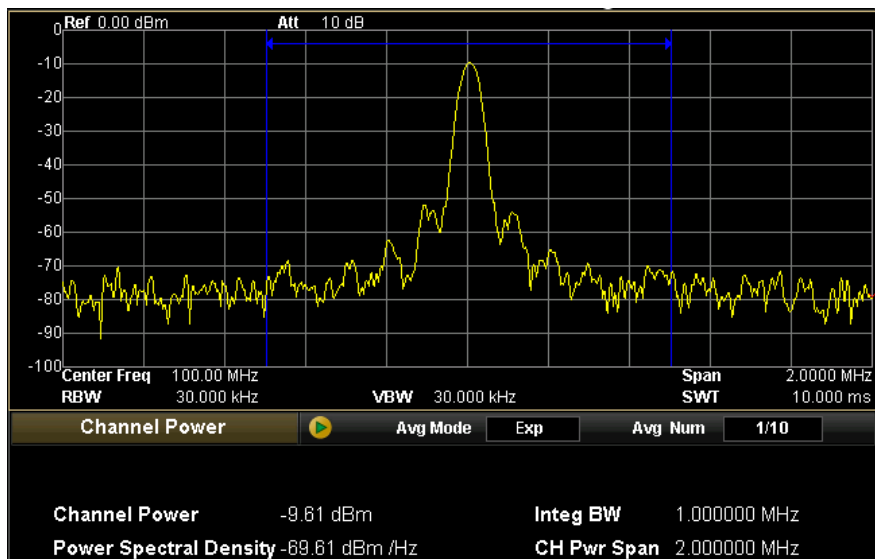 Ref 0.00 dBm Att 10 dB
0
-10
-20
-30
-40
-50
-60
-70
-80
-90
-100
Center Freq 100.00 MHz Span 2.0000 MHz
RBW 30.000 kHz VBW 30.000 kHz SWT 10.000 ms
Channel Power Avg Mode Exp Avg Num 1/10
Channel Power -9.61 dBm Integ BW 1.000000 MHz
Power Spectral Density -69.61 dBm /Hz CH Pwr Span 2.000000 MHz